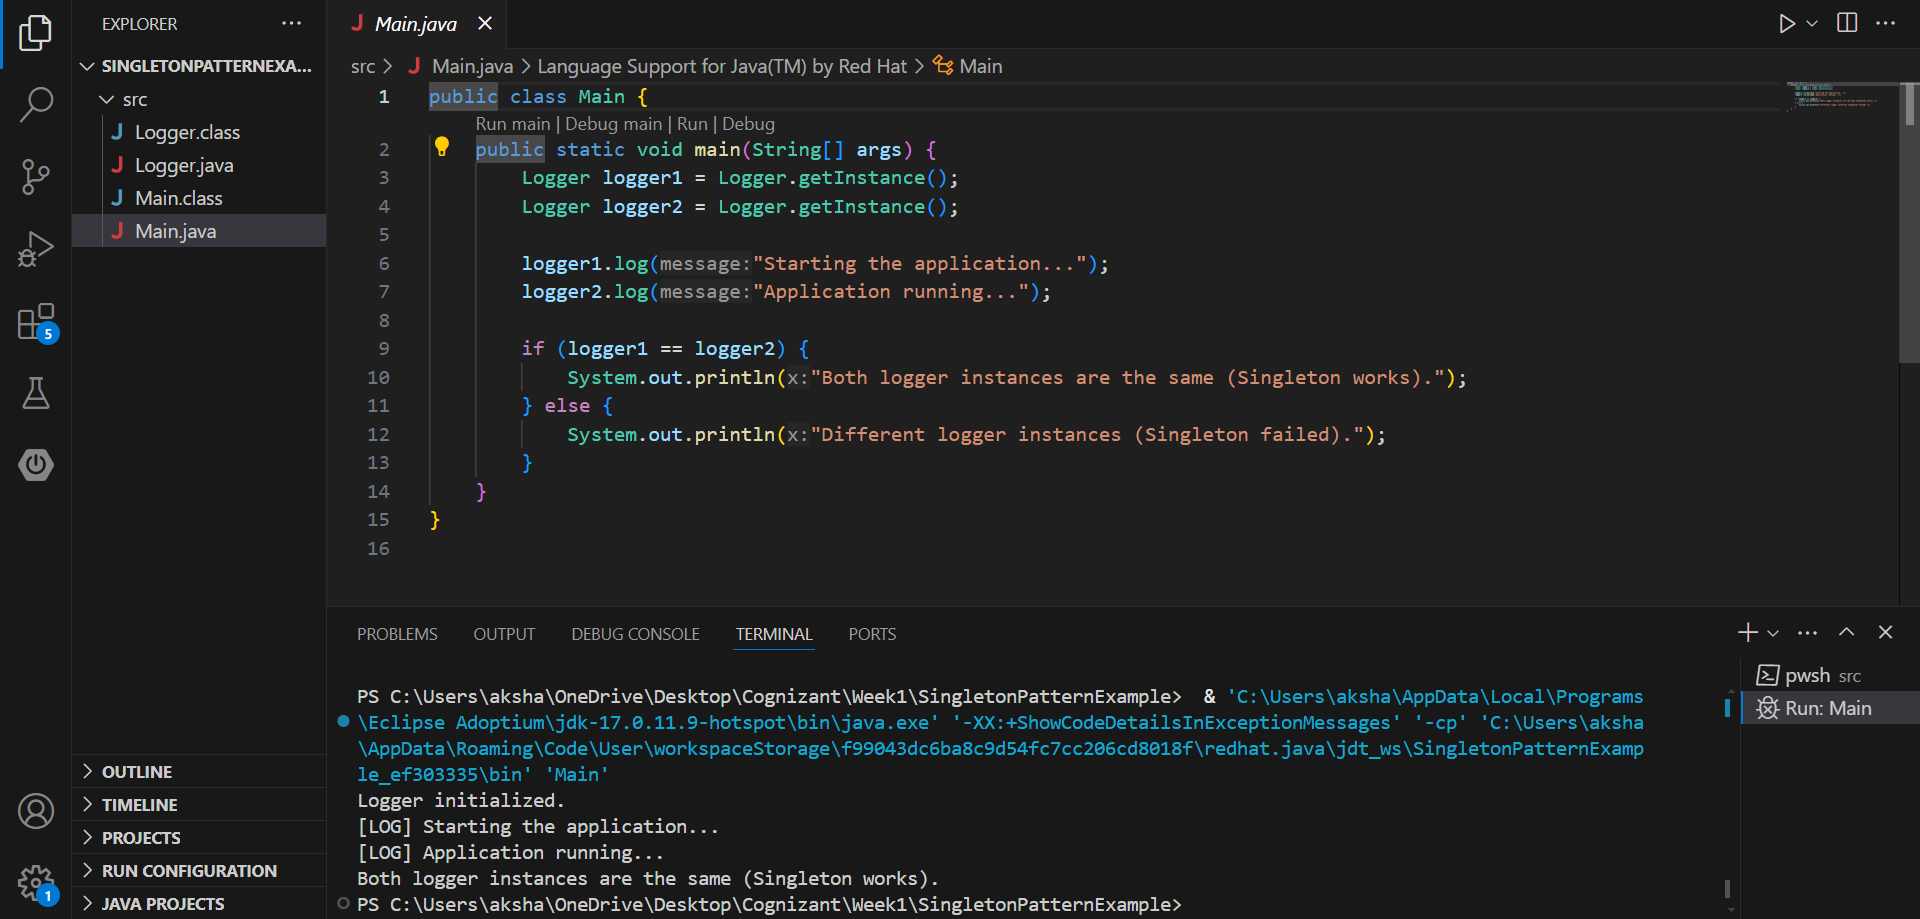 EXPLORER
SINGLETONPATTERNEXA...
src
Logger.class
Logger.java
Main.class
Main.java
5
1
OUTLINE
TIMELINE
PROJECTS
RUN CONFIGURATION
JAVA PROJECTS
Main.java
src > Main.java > Language Support for Java(TM) by Red Hat > Main
1 public class Main {
Run main | Debug main | Run | Debug
2 public static void main(String[] args) {
3 Logger logger1 = Logger.getInstance();
4 Logger logger2 = Logger.getInstance();
5
6 logger1.log(message:"Starting the application...");
7 logger2.log(message:"Application running...");
8
9 if (logger1 == logger2) {
10 System.out.println(x:"Both logger instances are the same (Singleton works).");
11 } else {
12 System.out.println(x:"Different logger instances (Singleton failed).");
13 }
14 }
15 }
16
PROBLEMS OUTPUT DEBUG CONSOLE TERMINAL PORTS
PS C:\Users\aksha\OneDrive\Desktop\Cognizant\Week1\SingletonPatternExample> & 'C:\Users\aksha\AppData\Local\Programs
\Eclipse Adoptium\jdk-17.0.11.9-hotspot\bin\java.exe' '-XX:+ShowCodeDetailsInExceptionMessages' '-cp' 'C:\Users\aksha
\AppData\Roaming\Code\User\workspaceStorage\f99043dc6ba8c9d54fc7cc206cd8018f\redhat.java\jdt_ws\SingletonPatternExamp
le_ef303335\bin' 'Main'
Logger initialized.
[LOG] Starting the application...
[LOG] Application running...
Both logger instances are the same (Singleton works).
PS C:\Users\aksha\OneDrive\Desktop\Cognizant\Week1\SingletonPatternExample>
pwsh src
Run: Main